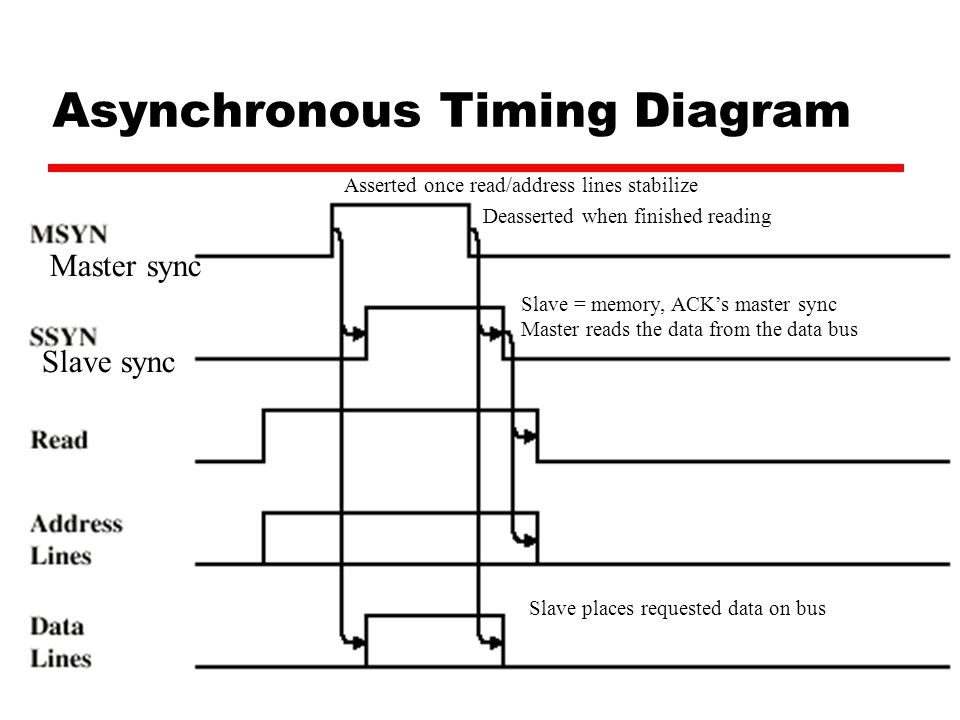 Asynchronous Timing Diagram
Asserted once read/address lines stabilize
Deasserted when finished reading
MSYN
Master sync
Slave = memory, ACK’s master sync
Master reads the data from the data bus
SSYN
Slave sync
Read
Address
Lines
Slave places requested data on bus
Data
Lines